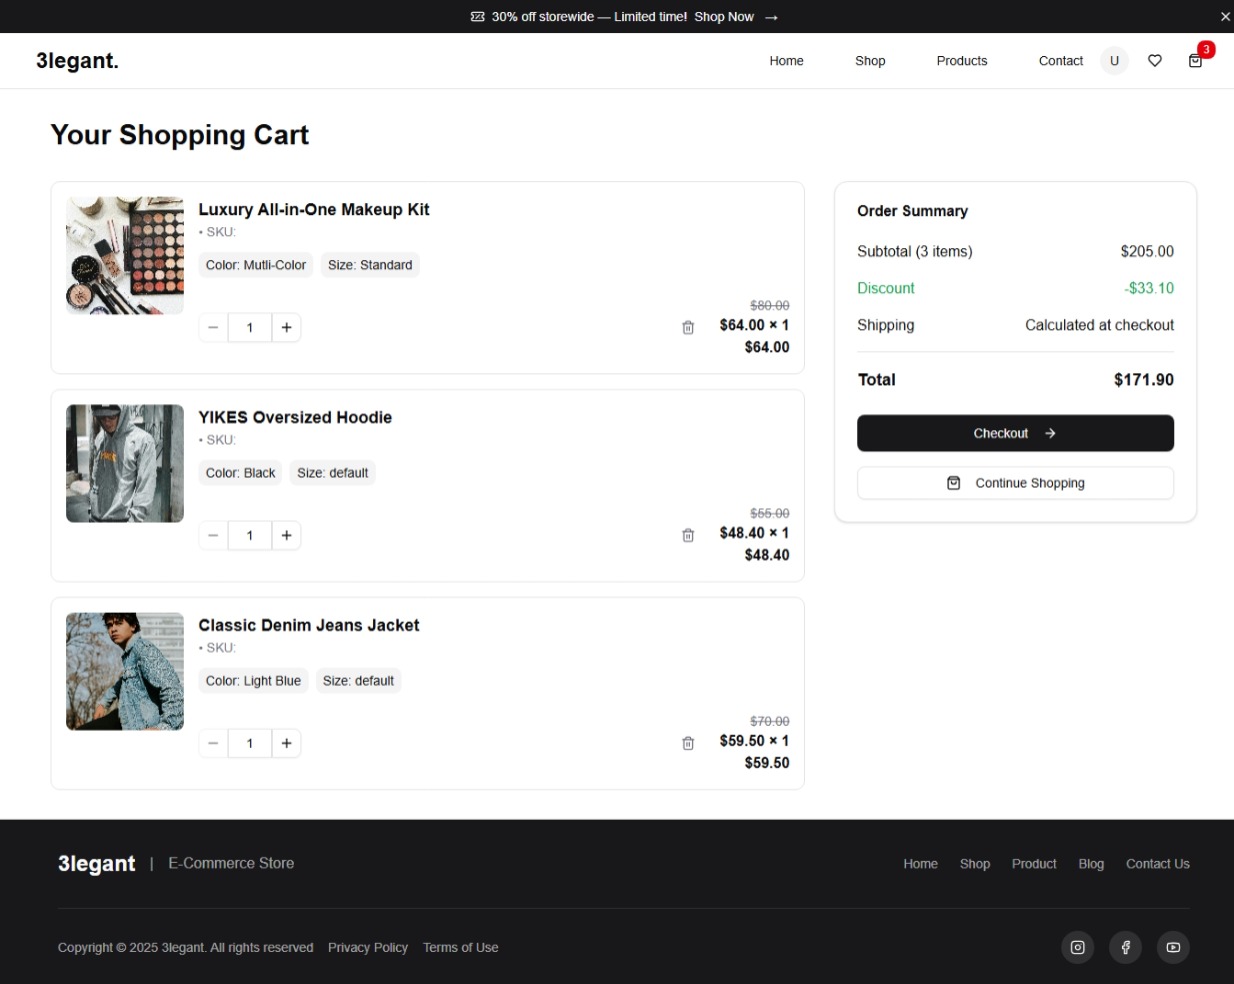 30% off storewide — Limited time! Shop Now →
3legant.
Home Shop Products Contact U 3
Your Shopping Cart
Luxury All-in-One Makeup Kit
• SKU:
Color: Mutli-Color Size: Standard
$80.00
1 $64.00 × 1
$64.00
YIKES Oversized Hoodie
• SKU:
Color: Black Size: default
$55.00
1 $48.40 × 1
$48.40
Classic Denim Jeans Jacket
• SKU:
Color: Light Blue Size: default
$70.00
1 $59.50 × 1
$59.50
Order Summary
Subtotal (3 items) $205.00
Discount -$33.10
Shipping Calculated at checkout
Total $171.90
Checkout →
Continue Shopping
3legant | E-Commerce Store
Home Shop Product Blog Contact Us
Copyright © 2025 3legant. All rights reserved Privacy Policy Terms of Use